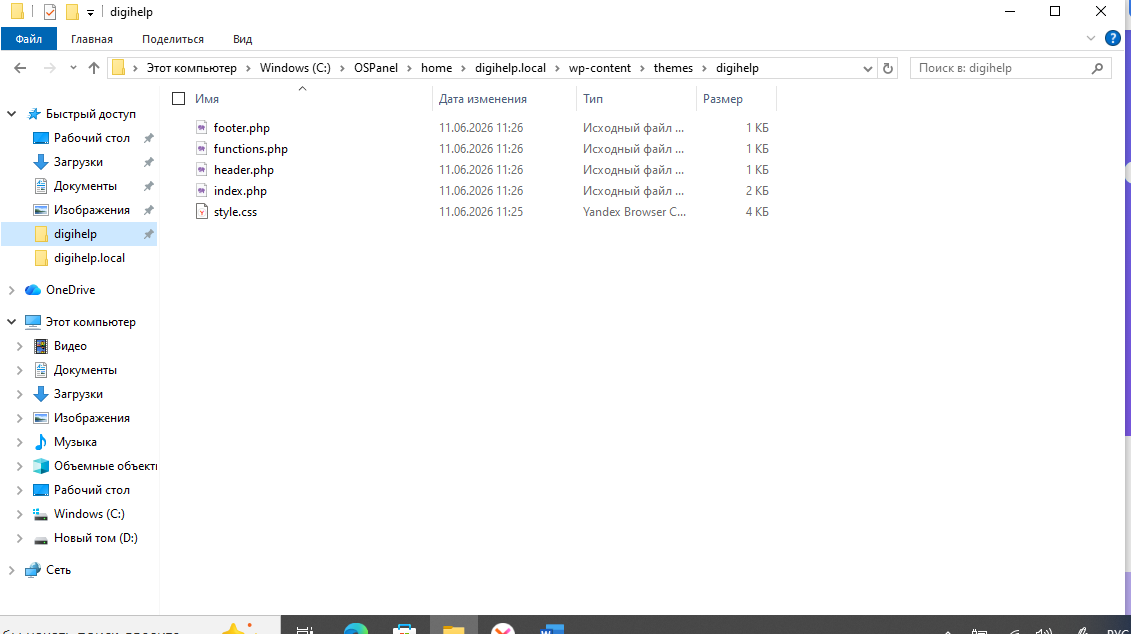 digihelp
Файл Главная Поделиться Вид
Этот компьютер Windows (C:) OSPanel home digihelp.local wp-content themes digihelp
Поиск в: digihelp
Имя Дата изменения Тип Размер
footer.php 11.06.2026 11:26 Исходный файл ... 1 КБ
functions.php 11.06.2026 11:26 Исходный файл ... 1 КБ
header.php 11.06.2026 11:26 Исходный файл ... 1 КБ
index.php 11.06.2026 11:26 Исходный файл ... 2 КБ
style.css 11.06.2026 11:25 Yandex Browser C... 4 КБ
Быстрый доступ
Рабочий стол
Загрузки
Документы
Изображения
digihelp
digihelp.local
OneDrive
Этот компьютер
Видео
Документы
Загрузки
Изображения
Музыка
Объемные объекты
Рабочий стол
Windows (C:)
Новый том (D:)
Сеть